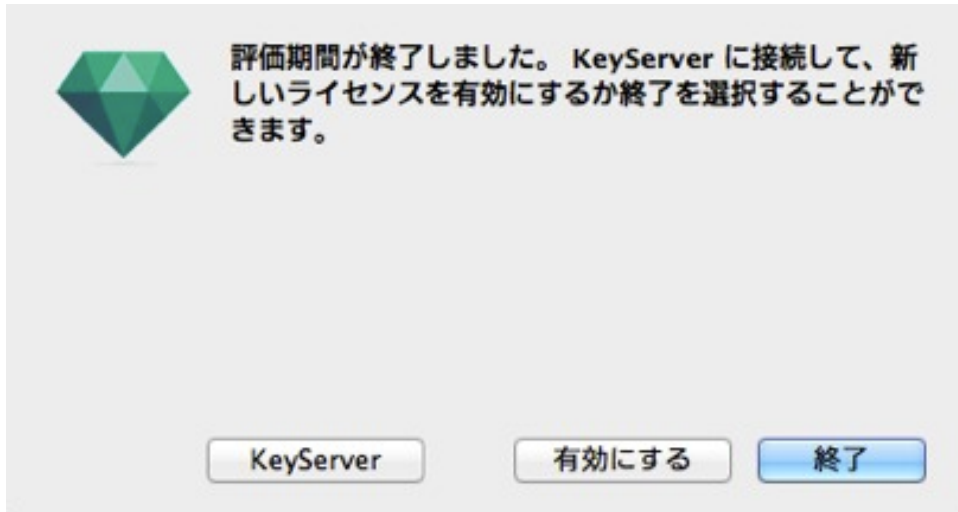 評価期間が終了しました。 KeyServer に接続して、新
しいライセンスを有効にするか終了を選択することがで
きます。
KeyServer
有効にする
終了